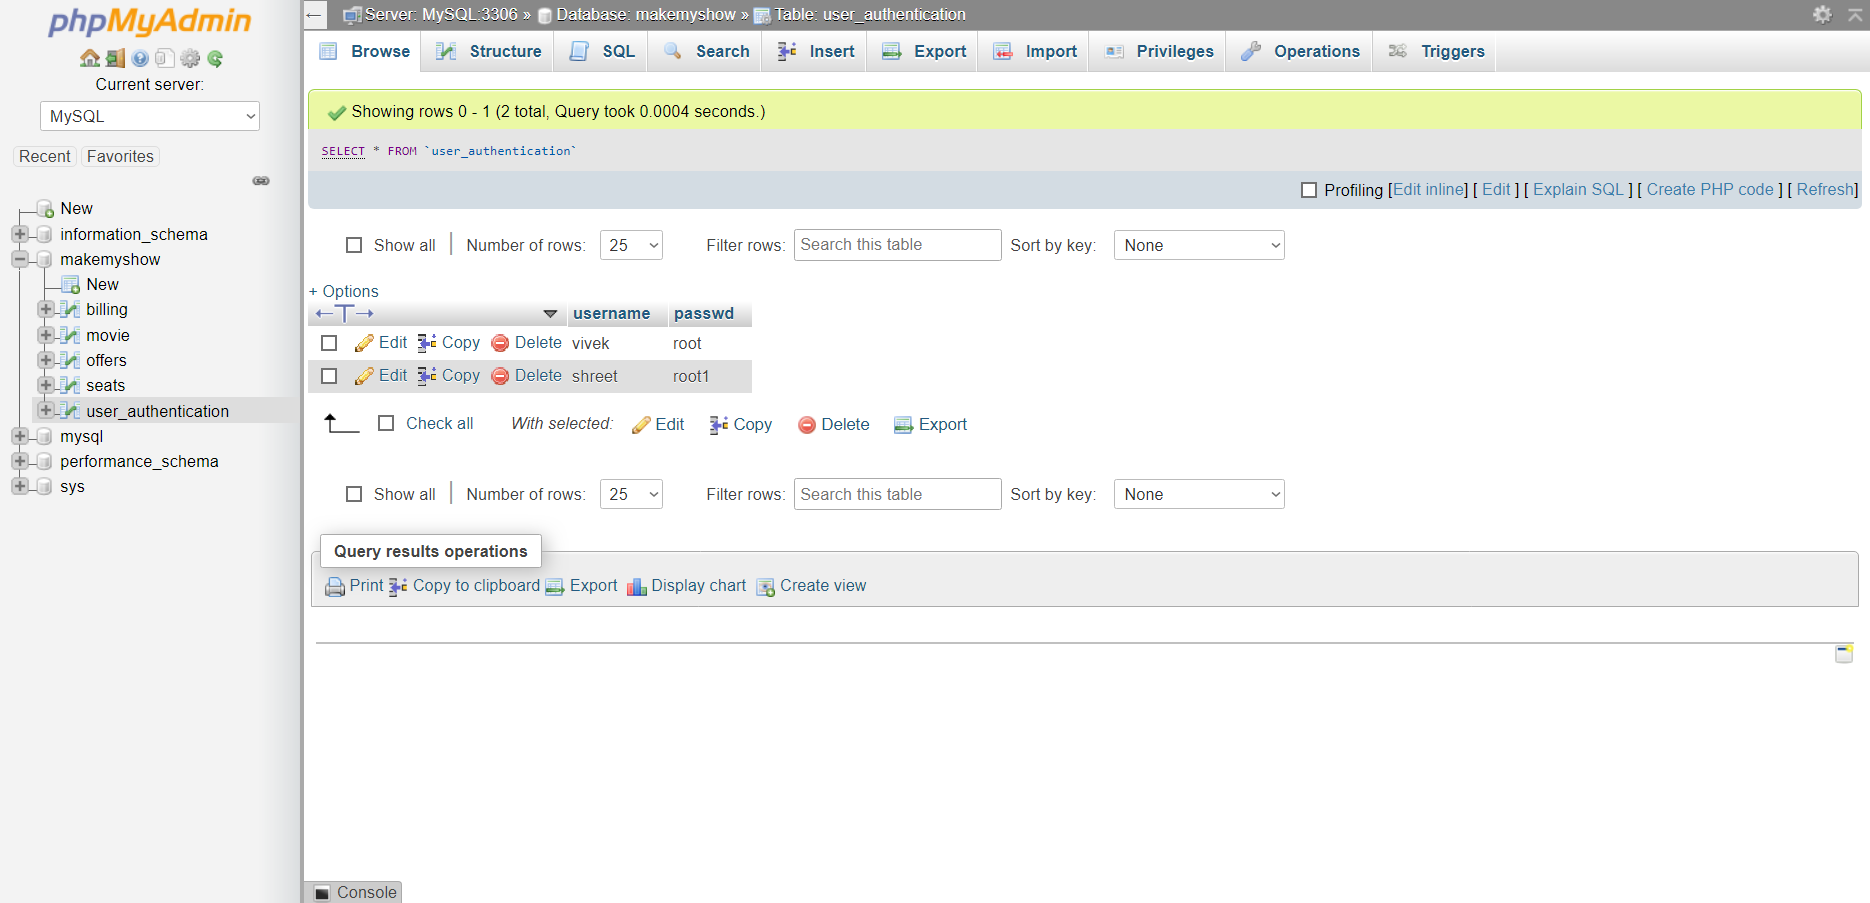 phpMyAdmin
Current server:
MySQL
Recent Favorites
New
information_schema
makemyshow
New
billing
movie
offers
seats
user_authentication
mysql
performance_schema
sys
Server: MySQL:3306 » Database: makemyshow » Table: user_authentication
Browse Structure SQL Search Insert Export Import Privileges Operations Triggers
Showing rows 0 - 1 (2 total, Query took 0.0004 seconds.)
SELECT * FROM `user_authentication`
Profiling [Edit inline] [ Edit ] [ Explain SQL ] [ Create PHP code ] [ Refresh]
Show all Number of rows: 25 Filter rows: Search this table Sort by key: None
+ Options
username passwd
Edit Copy Delete vivek root
Edit Copy Delete shreet root1
Check all With selected: Edit Copy Delete Export
Show all Number of rows: 25 Filter rows: Search this table Sort by key: None
Query results operations
Print Copy to clipboard Export Display chart Create view
Console